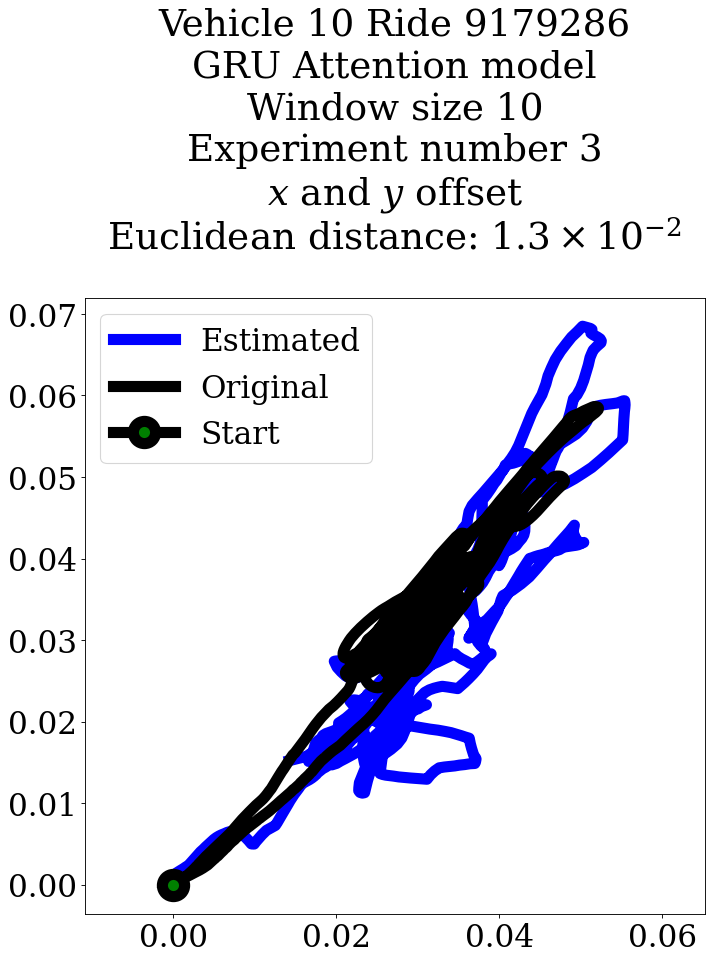 Vehicle 10 Ride 9179286
GRU Attention model
Window size 10
Experiment number 3
x and y offset
Euclidean distance: 1.3 × 10⁻²
0.07
0.06
0.05
0.04
0.03
0.02
0.01
0.00
Estimated
Original
Start
0.00 0.02 0.04 0.06